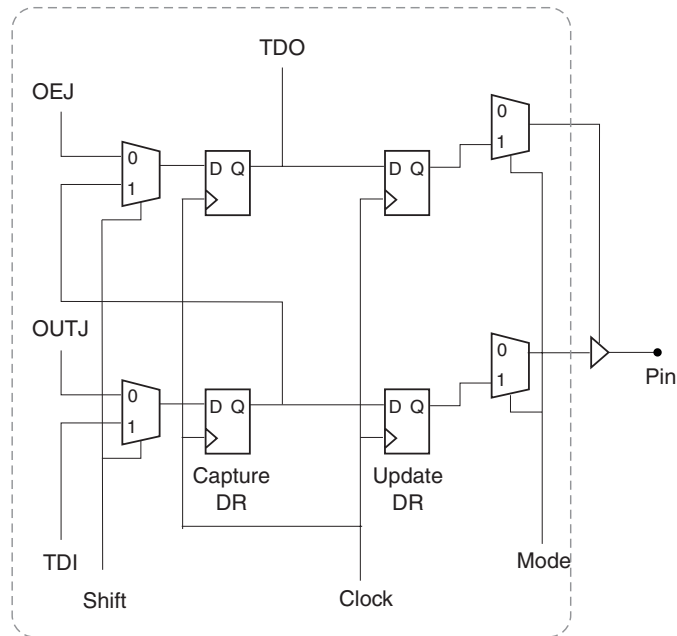 TDO
OEJ
0
1
D Q
D Q
0
1
OUTJ
0
1
D Q
D Q
0
1
Pin
Capture
DR
Update
DR
TDI
Shift
Clock
Mode